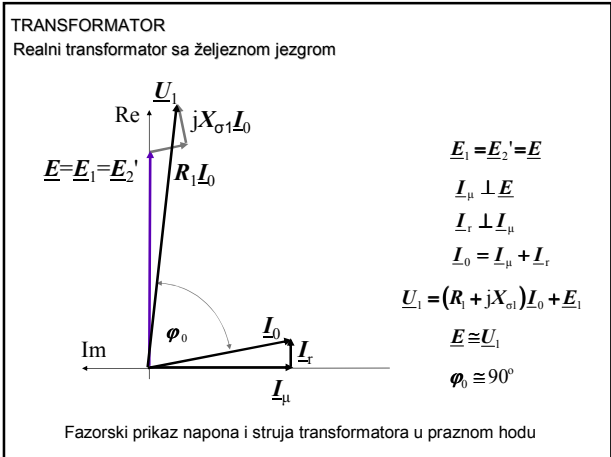 TRANSFORMATOR
Realni transformator sa željeznom jezgrom
U₁
Re
jXσ1I₀
E=E₁=E₂'
R₁I₀
E₁=E₂'=E
Iμ ⊥ E
Iᵣ ⊥ Iμ
I₀ = Iμ + Iᵣ
U₁ = (R₁ + jXσ1)I₀ + E₁
E ≅ U₁
φ₀ ≅ 90°
φ₀
I₀
Iᵣ
Im
Iμ
Fazorski prikaz napona i struja transformatora u praznom hodu